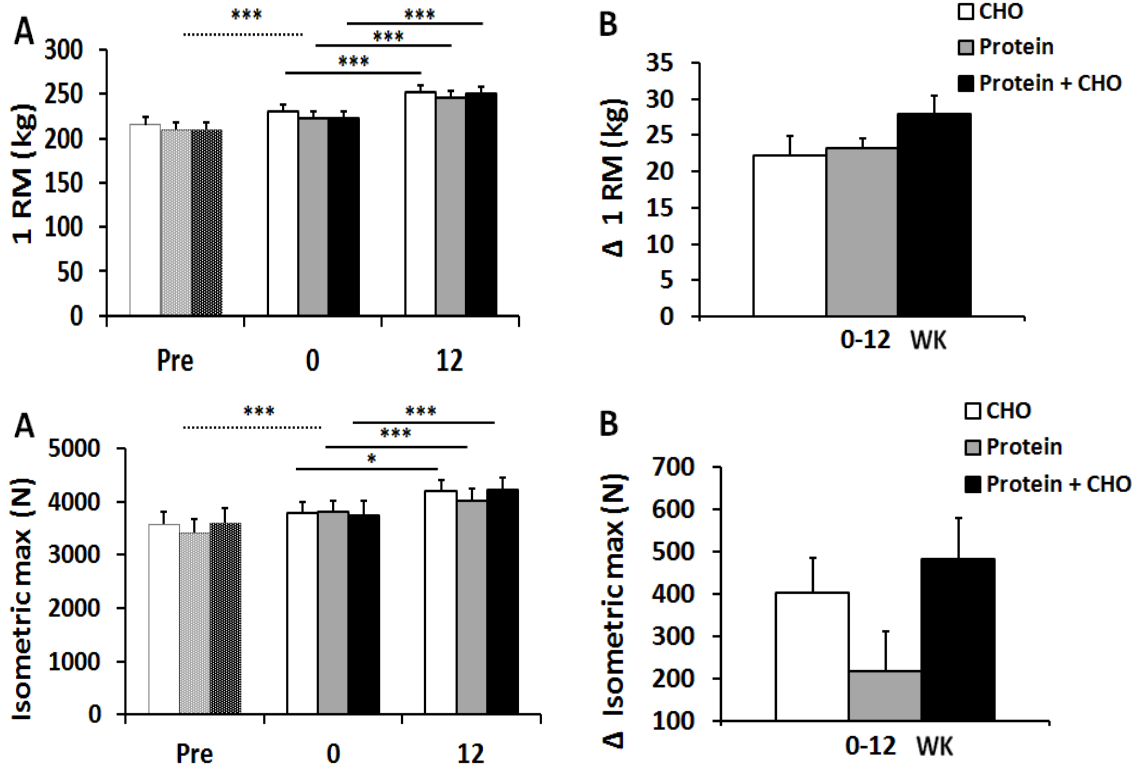 A
*** ***
***
***
1 RM (kg)
300
250
200
150
100
50
0
Pre 0 12
B
CHO
Protein
Protein + CHO
Δ 1 RM (kg)
35
30
25
20
15
10
5
0
0-12 WK
A
*** ***
***
*
Isometric max (N)
5000
4000
3000
2000
1000
0
Pre 0 12
B
CHO
Protein
Protein + CHO
Δ Isometric max (N)
700
600
500
400
300
200
100
0-12 WK